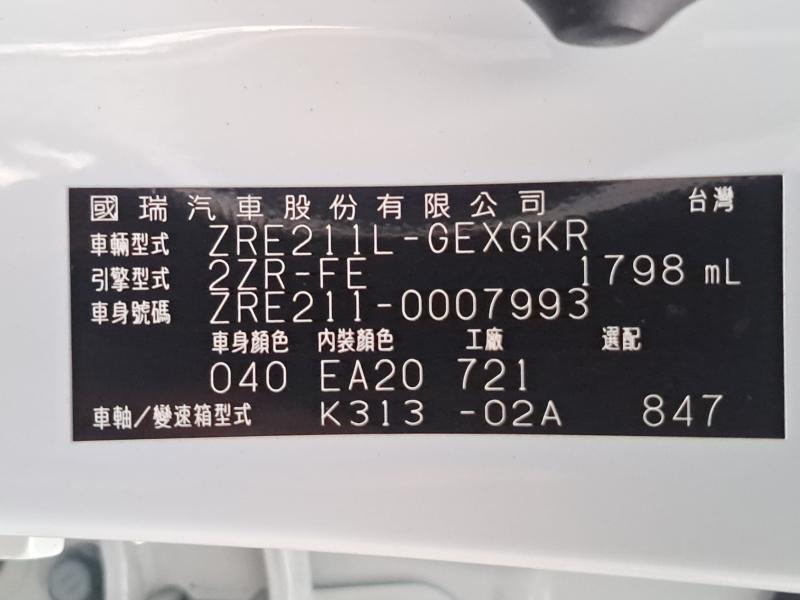 國瑞汽車股份有限公司 台灣
車輛型式 ZRE211L-GEXGKR
引擎型式 2ZR-FE 1798 mL
車身號碼 ZRE211-0007993
車身顏色 內裝顏色 工廠 選配
040 EA20 721
車軸/變速箱型式 K313 -02A 847